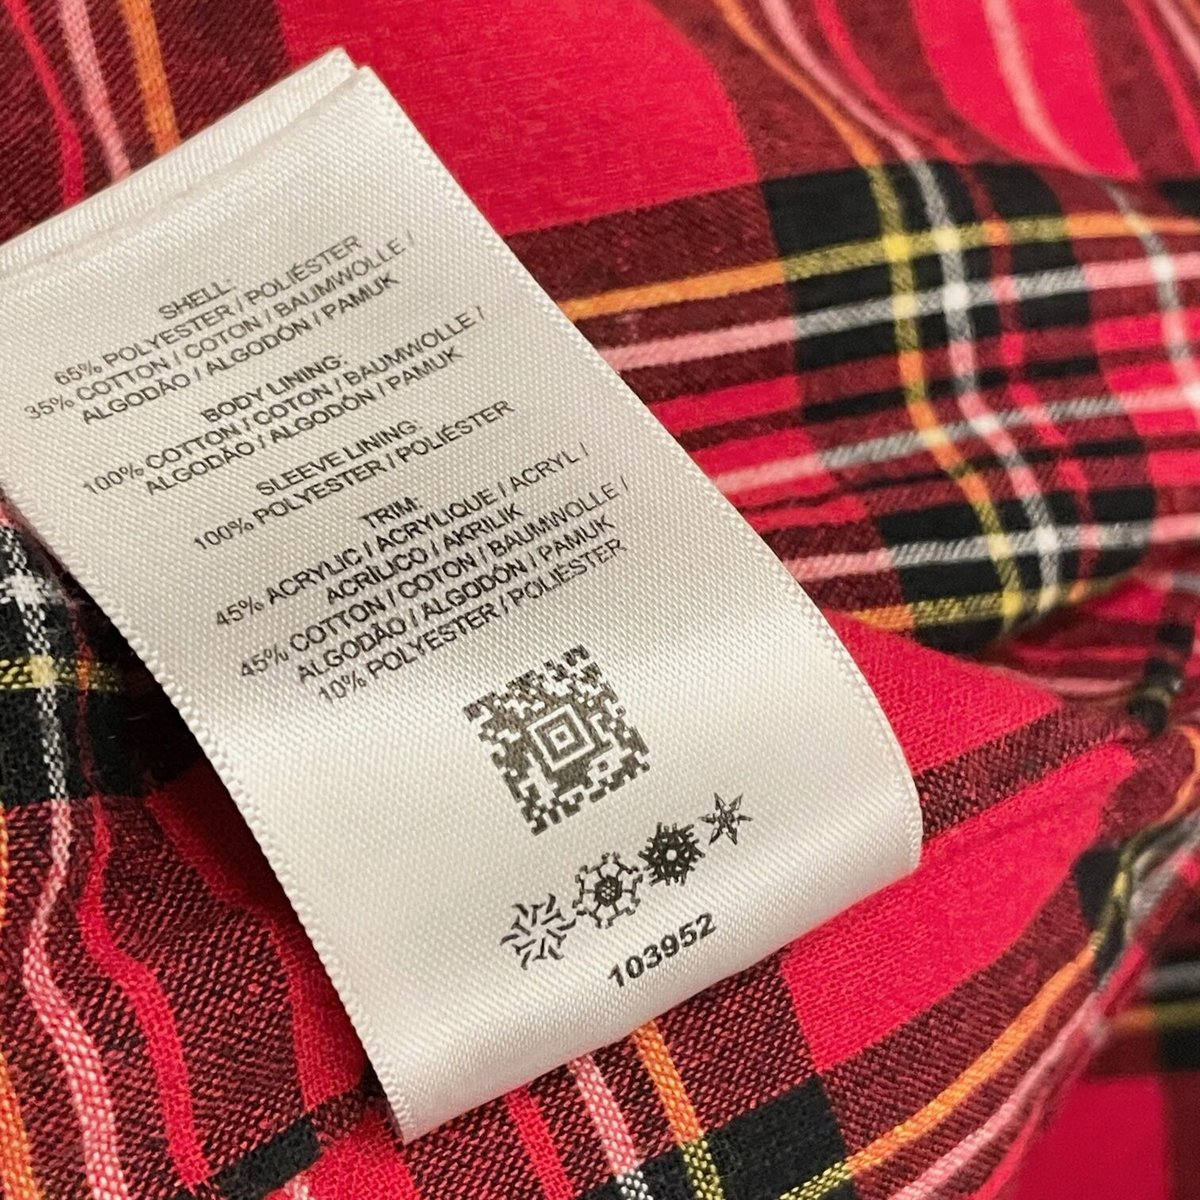 SHELL:
65% POLYESTER / POLIÉSTER
35% COTTON / COTON / BAUMWOLLE /
ALGODÃO / ALGODÓN / PAMUK
BODY LINING:
100% COTTON / COTON / BAUMWOLLE /
ALGODÃO / ALGODÓN / PAMUK
SLEEVE LINING:
100% POLYESTER / POLIÉSTER
TRIM:
45% ACRYLIC / ACRYLIQUE / ACRYL /
ACRÍLICO / AKRILIK
45% COTTON / COTON / BAUMWOLLE /
ALGODÃO / ALGODÓN / PAMUK
10% POLYESTER / POLIÉSTER
103952